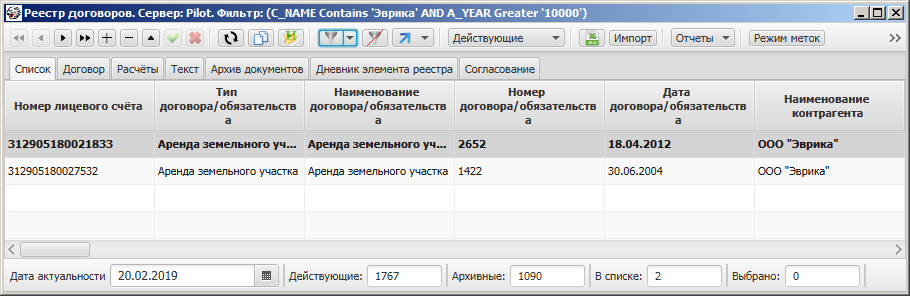 Реестр договоров. Сервер: Pilot. Фильтр: (C_NAME Contains 'Эврика' AND A_YEAR Greater '10000')
Действующие Импорт Отчеты Режим меток
Список Договор Расчёты Текст Архив документов Дневник элемента реестра Согласование
Номер лицевого счёта
Тип
договора/обязательств
а
Наименование
договора/обязательств
а
Номер
договора/обязательств
а
Дата
договора/обязательств
а
Наименование
контрагента
312905180021833 Аренда земельного уч... Аренда земельного уч... 2652 18.04.2012 ООО "Эврика"
312905180027532 Аренда земельного участка Аренда земельного участка 1422 30.06.2004 ООО "Эврика"
Дата актуальности 20.02.2019 Действующие: 1767 Архивные: 1090 В списке: 2 Выбрано: 0